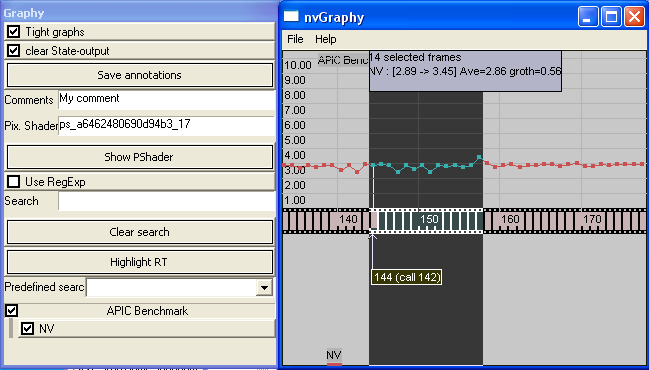 Graphy
Tight graphs
clear State-output
Save annotations
Comments My comment
Pix. Shader ps_a6462480690d94b3_17
Show PShader
Use RegExp
Search
Clear search
Highlight RT
Predefined searc
APIC Benchmark
NV
nvGraphy
File Help
14 selected frames
NV : [2.89 -> 3.45] Ave=2.86 groth=0.56
APIC Benc
10.00
9.00
8.00
7.00
6.00
5.00
4.00
3.00
2.00
1.00
140 150 160 170
144 (call 142)
NV